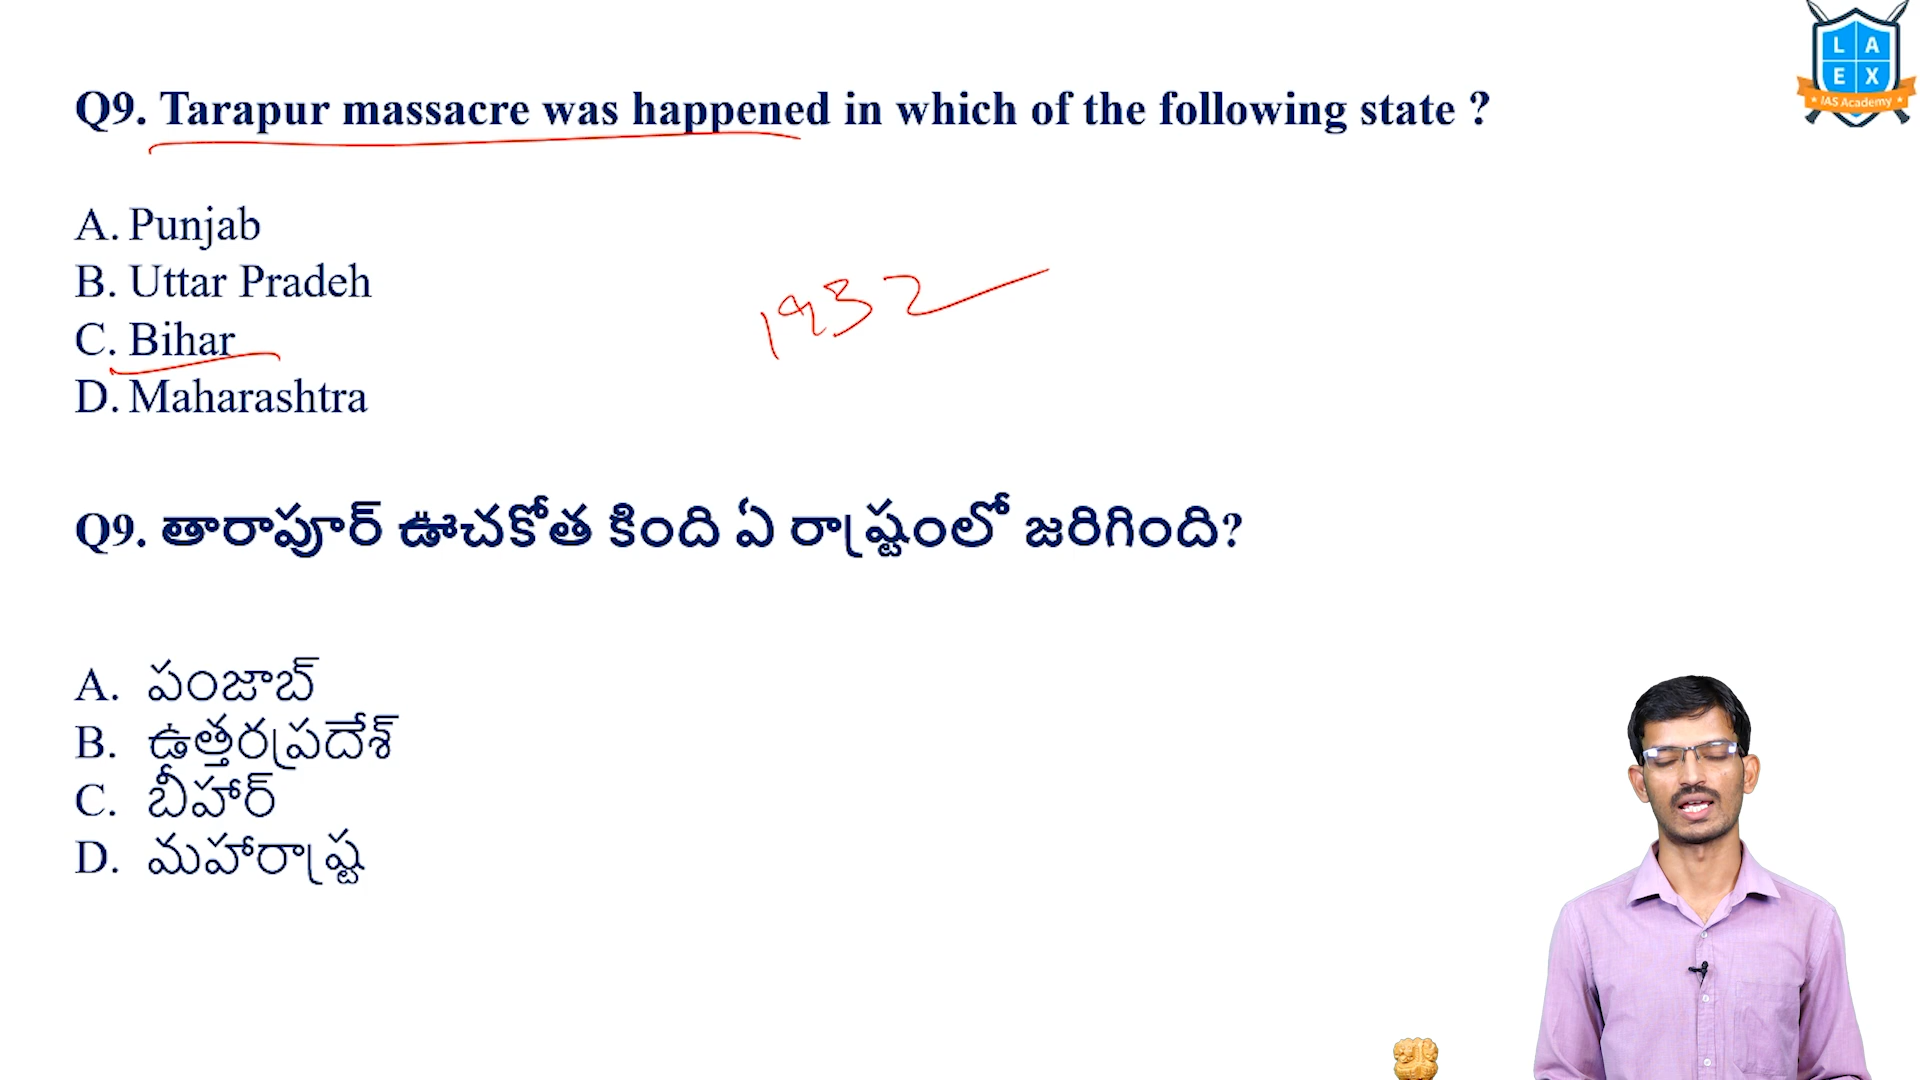 L A
E X
IAS Academy
Q9. Tarapur massacre was happened in which of the following state ?
A. Punjab
B. Uttar Pradeh
C. Bihar
D. Maharashtra
1932
Q9. తారాపూర్ ఊచకోత కింది ఏ రాష్ట్రంలో జరిగింది?
A. పంజాబ్
B. ఉత్తరప్రదేశ్
C. బీహార్
D. మహారాష్ట్ర